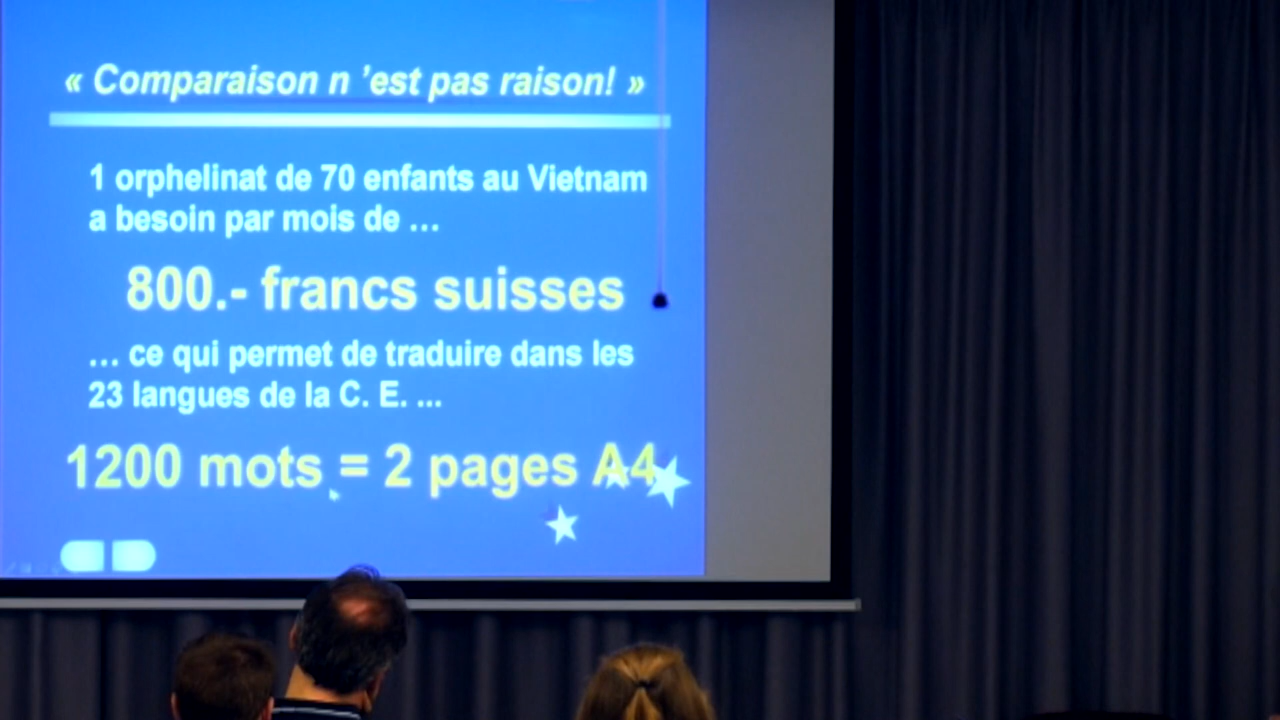 « Comparaison n 'est pas raison! »
1 orphelinat de 70 enfants au Vietnam
a besoin par mois de …
800.- francs suisses
… ce qui permet de traduire dans les
23 langues de la C. E. ...
1200 mots = 2 pages A4